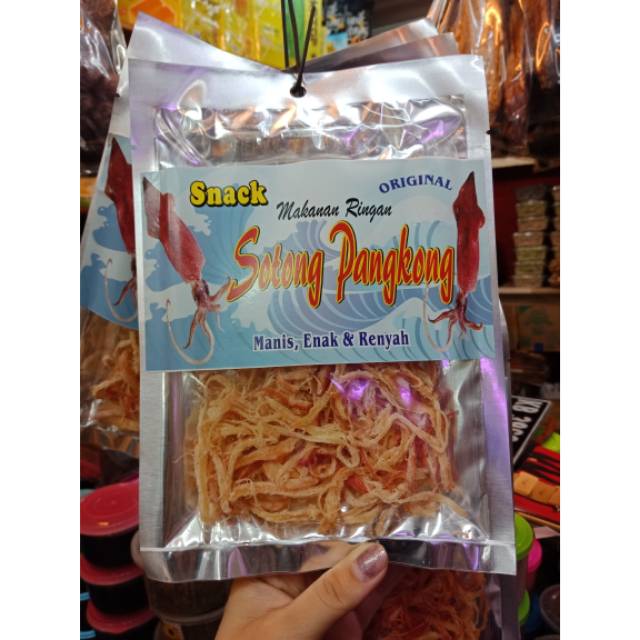 Snack
ORIGINAL
Makanan Ringan
Sotong Pangkong
Manis, Enak & Renyah